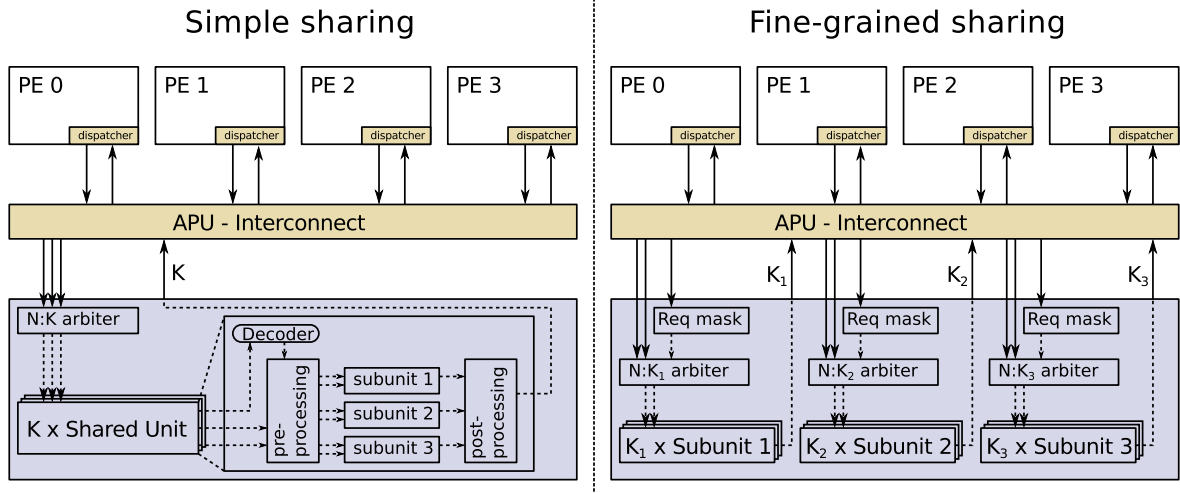 Simple sharing
PE 0
PE 1
PE 2
PE 3
dispatcher
dispatcher
dispatcher
dispatcher
APU - Interconnect
K
N:K arbiter
Decoder
pre-
processing
subunit 1
subunit 2
subunit 3
post-
processing
K x Shared Unit
Fine-grained sharing
PE 0
PE 1
PE 2
PE 3
dispatcher
dispatcher
dispatcher
dispatcher
APU - Interconnect
K₁
K₂
K₃
Req mask
Req mask
Req mask
N:K₁ arbiter
N:K₂ arbiter
N:K₃ arbiter
K₁ x Subunit 1
K₂ x Subunit 2
K₃ x Subunit 3